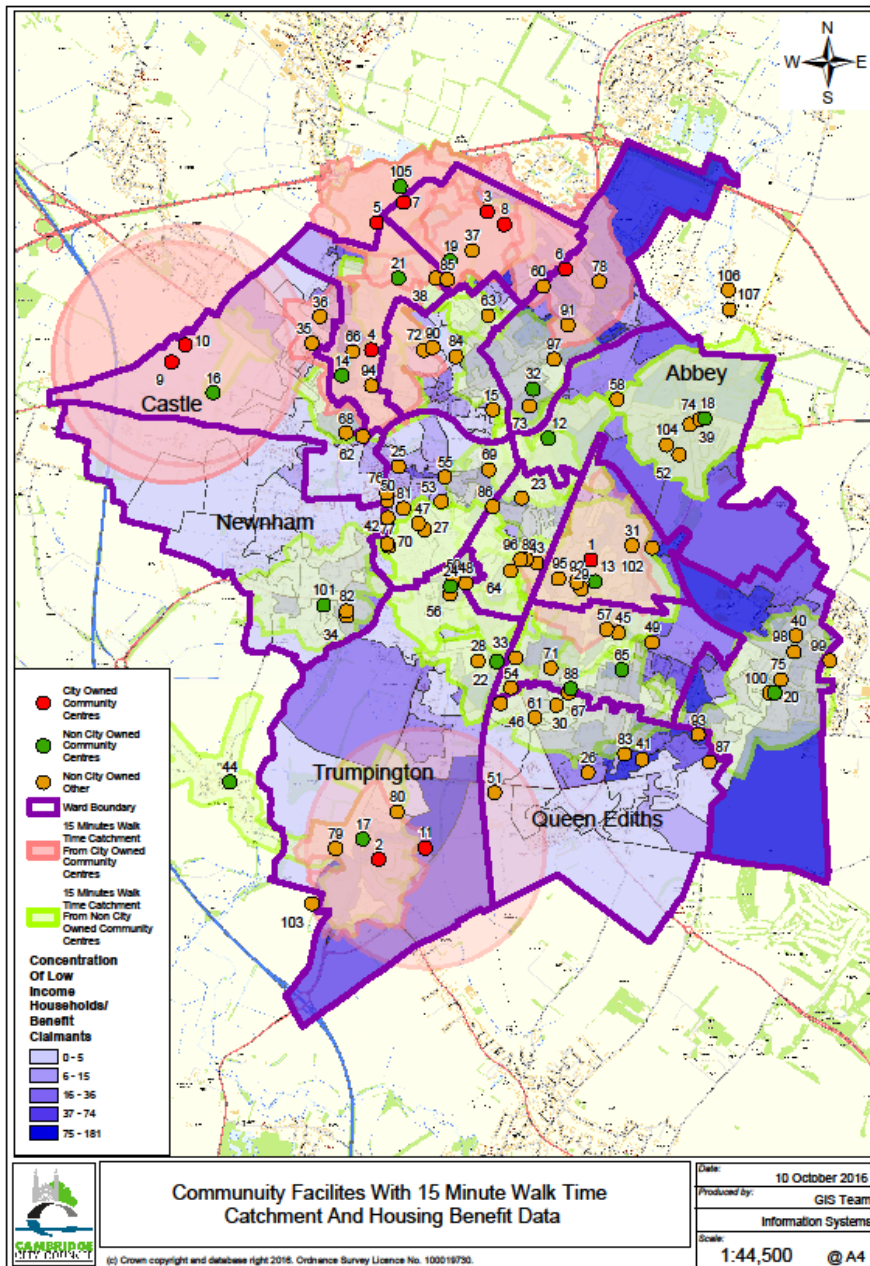 N
W E
S
105
5
7
3
8
37
19
21
85
38
6
60
78
106
107
36
63
91
35
66
4
72
90
84
97
10
9
14
94
32
16
Castle
15
73
58
Abbey
74
18
39
68
62
12
104
52
25
55
69
76
50
53
81
86
23
Newnham
47
27
42
77
70
1
31
102
96
89
43
95
92
13
29
64
59
24
48
56
101
82
34
57
45
49
40
98
99
28
33
22
71
65
75
100
20
54
88
46
61
30
67
93
83
41
87
26
44
Trumpington
51
Queen Ediths
80
17
79
2
11
103
City Owned
Community
Centres
Non City Owned
Community
Centres
Non City Owned
Other
Ward Boundary
15 Minutes Walk
Time Catchment
From City Owned
Community
Centres
15 Minutes Walk
Time Catchment
From Non City
Owned Community
Centres
Concentration
Of Low
Income
Households/
Benefit
Claimants
0 - 5
6 - 15
16 - 36
37 - 74
75 - 181
CAMBRIDGE
CITY COUNCIL
Communuity Facilites With 15 Minute Walk Time
Catchment And Housing Benefit Data
(c) Crown copyright and database right 2016. Ordnance Survey Licence No. 100019730.
Date:
10 October 2016
Produced by:
GIS Team
Information Systems
Scale:
1:44,500 @ A4